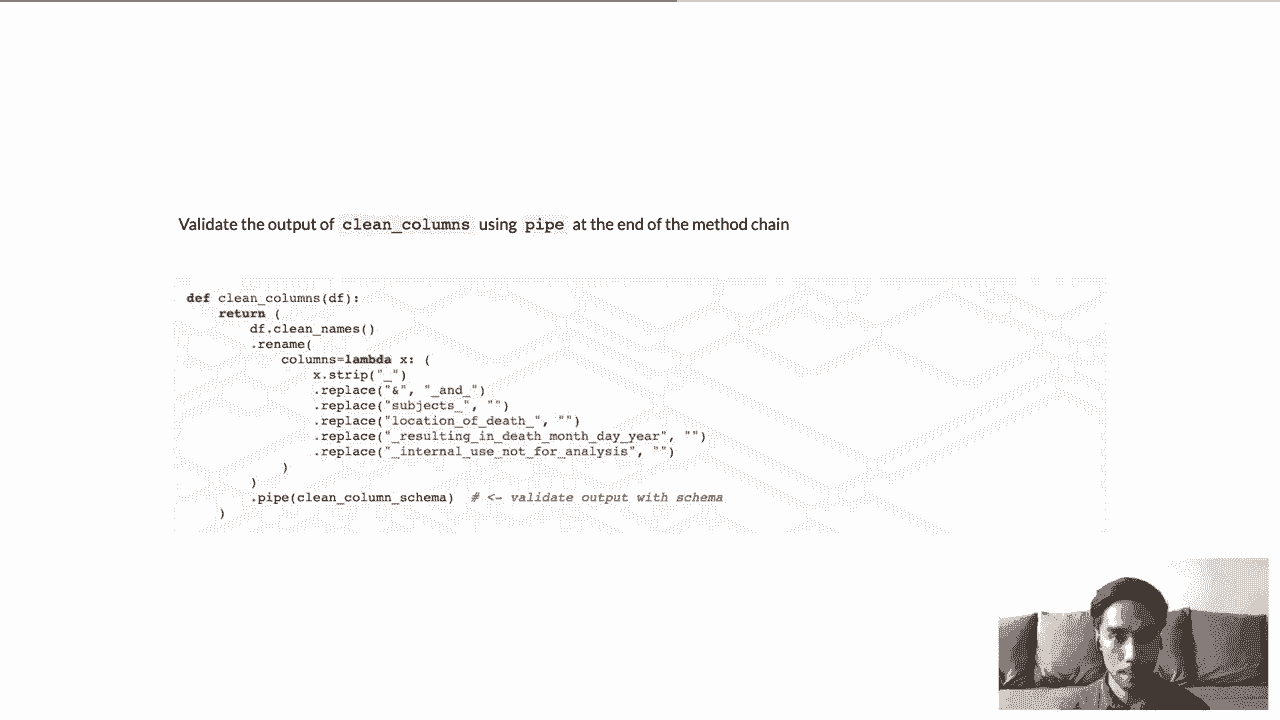 Validate the output of clean_columns using pipe at the end of the method chain
def clean_columns(df):
    return (
        df.clean_names()
        .rename(
            columns=lambda x: (
                x.strip("_")
                .replace("&", "_and_")
                .replace("subjects_", "")
                .replace("location_of_death_", "")
                .replace("_resulting_in_death_month_day_year", "")
                .replace("_internal_use_not_for_analysis", "")
            )
        )
        .pipe(clean_column_schema)  # <- validate output with schema
    )